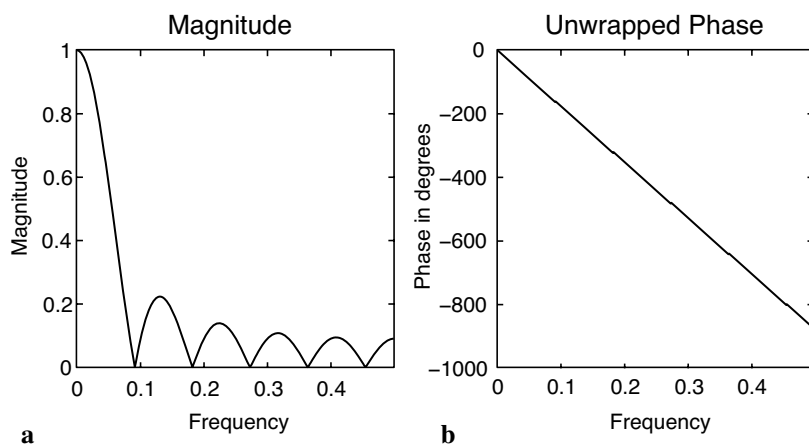 Magnitude
1
0.8
0.6
0.4
0.2
0
Magnitude
0 0.1 0.2 0.3 0.4
Frequency
a
Unwrapped Phase
0
−200
−400
−600
−800
−1000
Phase in degrees
0 0.1 0.2 0.3 0.4
Frequency
b